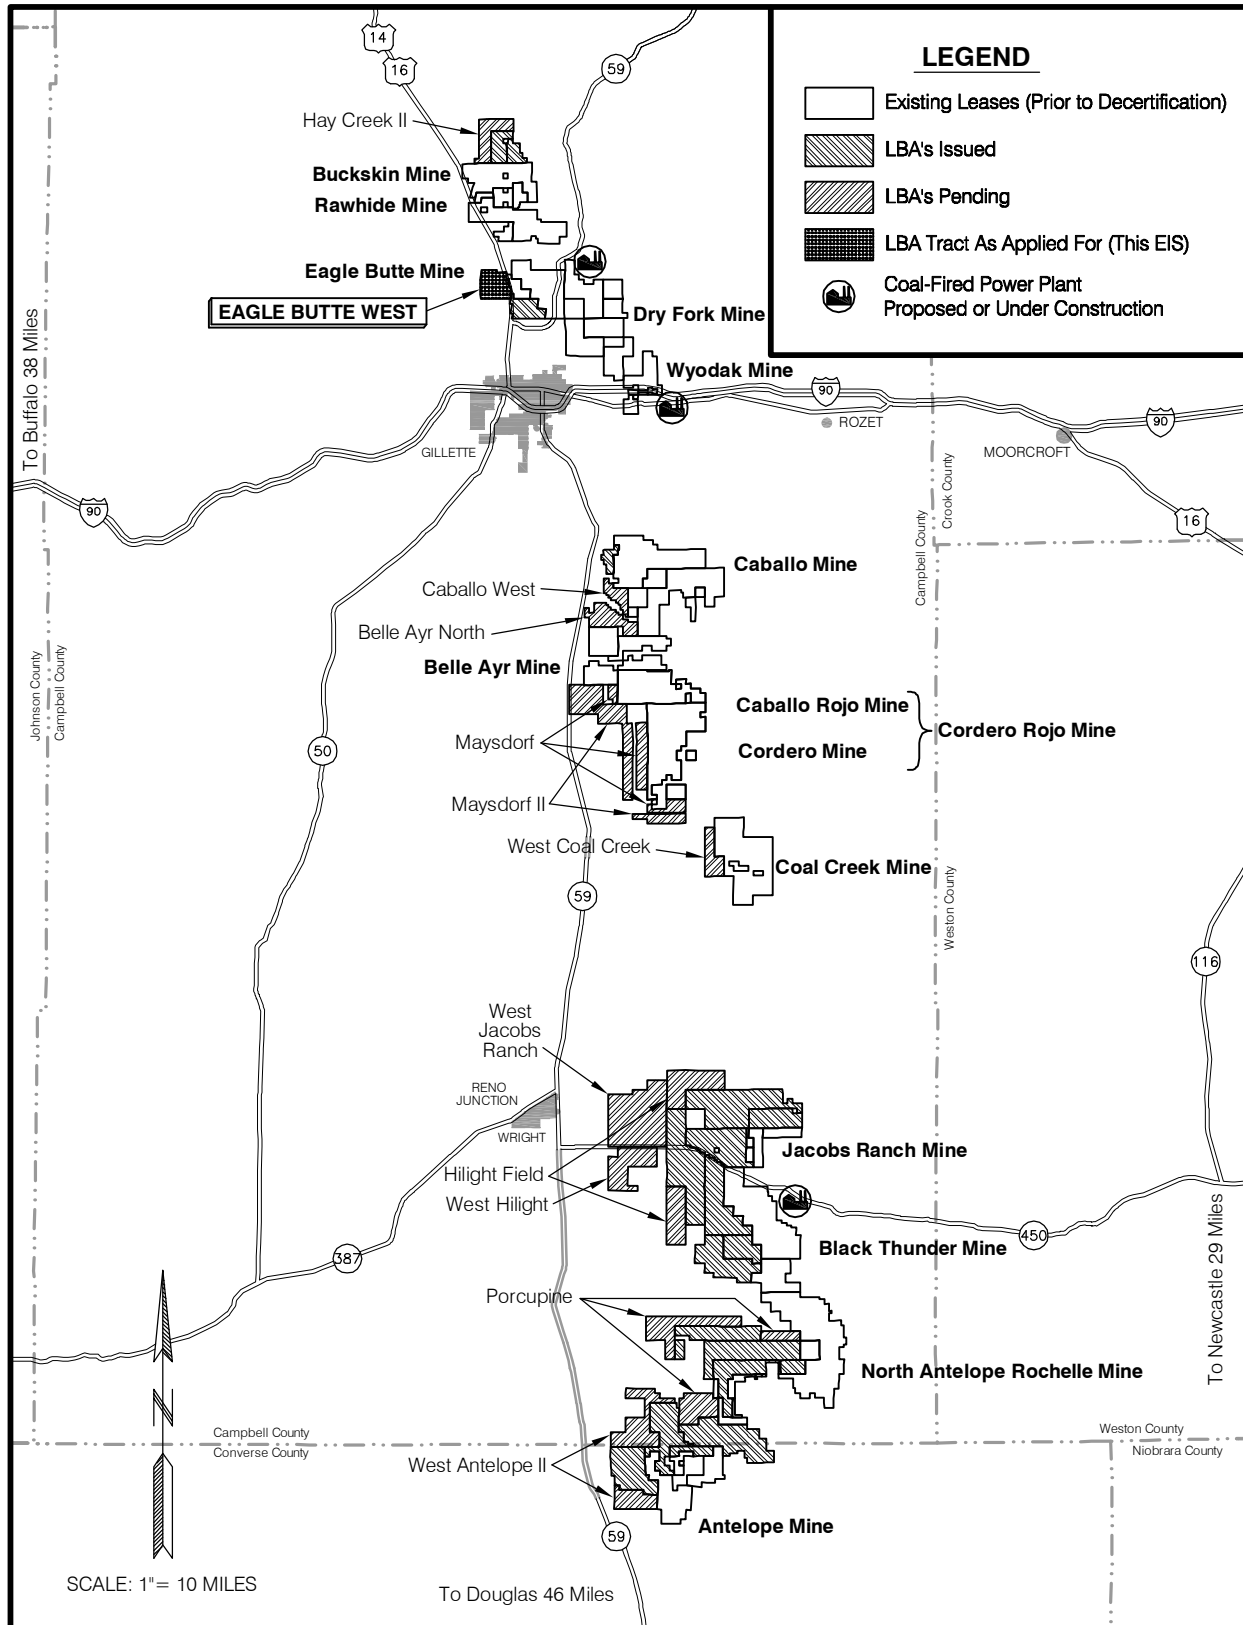 LEGEND
Existing Leases (Prior to Decertification)
LBA's Issued
LBA's Pending
LBA Tract As Applied For (This EIS)
Coal-Fired Power Plant
Proposed or Under Construction
14
16
59
Hay Creek II
Buckskin Mine
Rawhide Mine
Eagle Butte Mine
EAGLE BUTTE WEST
Dry Fork Mine
Wyodak Mine
To Buffalo 38 Miles
90
90
90
ROZET
GILLETTE
MOORCROFT
16
Campbell County
Crook County
Caballo Mine
Caballo West
Belle Ayr North
Belle Ayr Mine
Johnson County
Campbell County
Caballo Rojo Mine
Cordero Rojo Mine
Cordero Mine
Maysdorf
50
Maysdorf II
West Coal Creek
Coal Creek Mine
59
Weston County
116
West
Jacobs
Ranch
RENO
JUNCTION
WRIGHT
Jacobs Ranch Mine
Hilight Field
West Hilight
Black Thunder Mine
450
387
To Newcastle 29 Miles
Porcupine
North Antelope Rochelle Mine
N
Campbell County
Converse County
Weston County
Niobrara County
West Antelope II
Antelope Mine
59
SCALE: 1"= 10 MILES
To Douglas 46 Miles